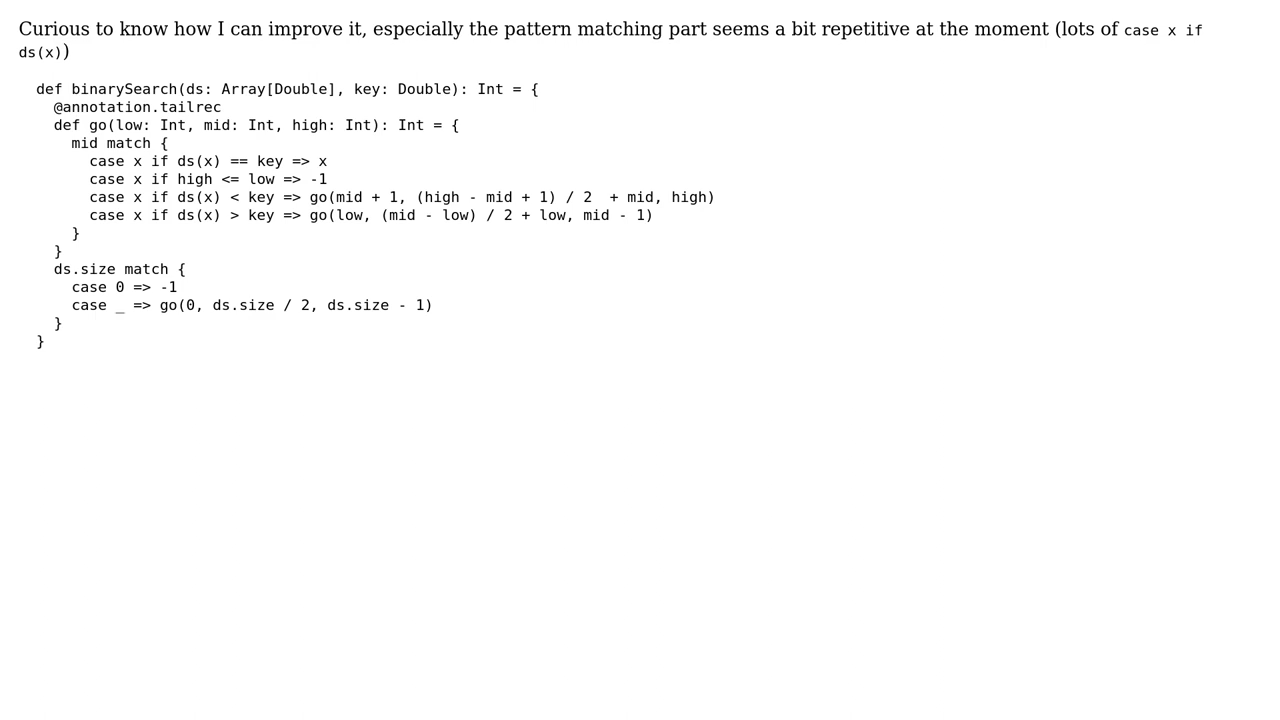 Curious to know how I can improve it, especially the pattern matching part seems a bit repetitive at the moment (lots of case x if
ds(x))
def binarySearch(ds: Array[Double], key: Double): Int = {
  @annotation.tailrec
  def go(low: Int, mid: Int, high: Int): Int = {
    mid match {
      case x if ds(x) == key => x
      case x if high <= low => -1
      case x if ds(x) < key => go(mid + 1, (high - mid + 1) / 2  + mid, high)
      case x if ds(x) > key => go(low, (mid - low) / 2 + low, mid - 1)
    }
  }
  ds.size match {
    case 0 => -1
    case _ => go(0, ds.size / 2, ds.size - 1)
  }
}